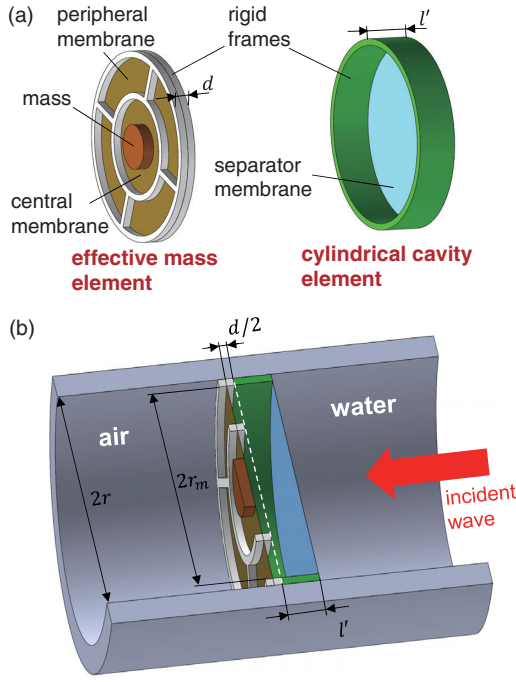 (a)
peripheral
membrane
rigid
frames
l′
d
mass
central
membrane
separator
membrane
effective mass
element
cylindrical cavity
element
(b)
d/2
air
water
2r
2rₘ
incident
wave
l′